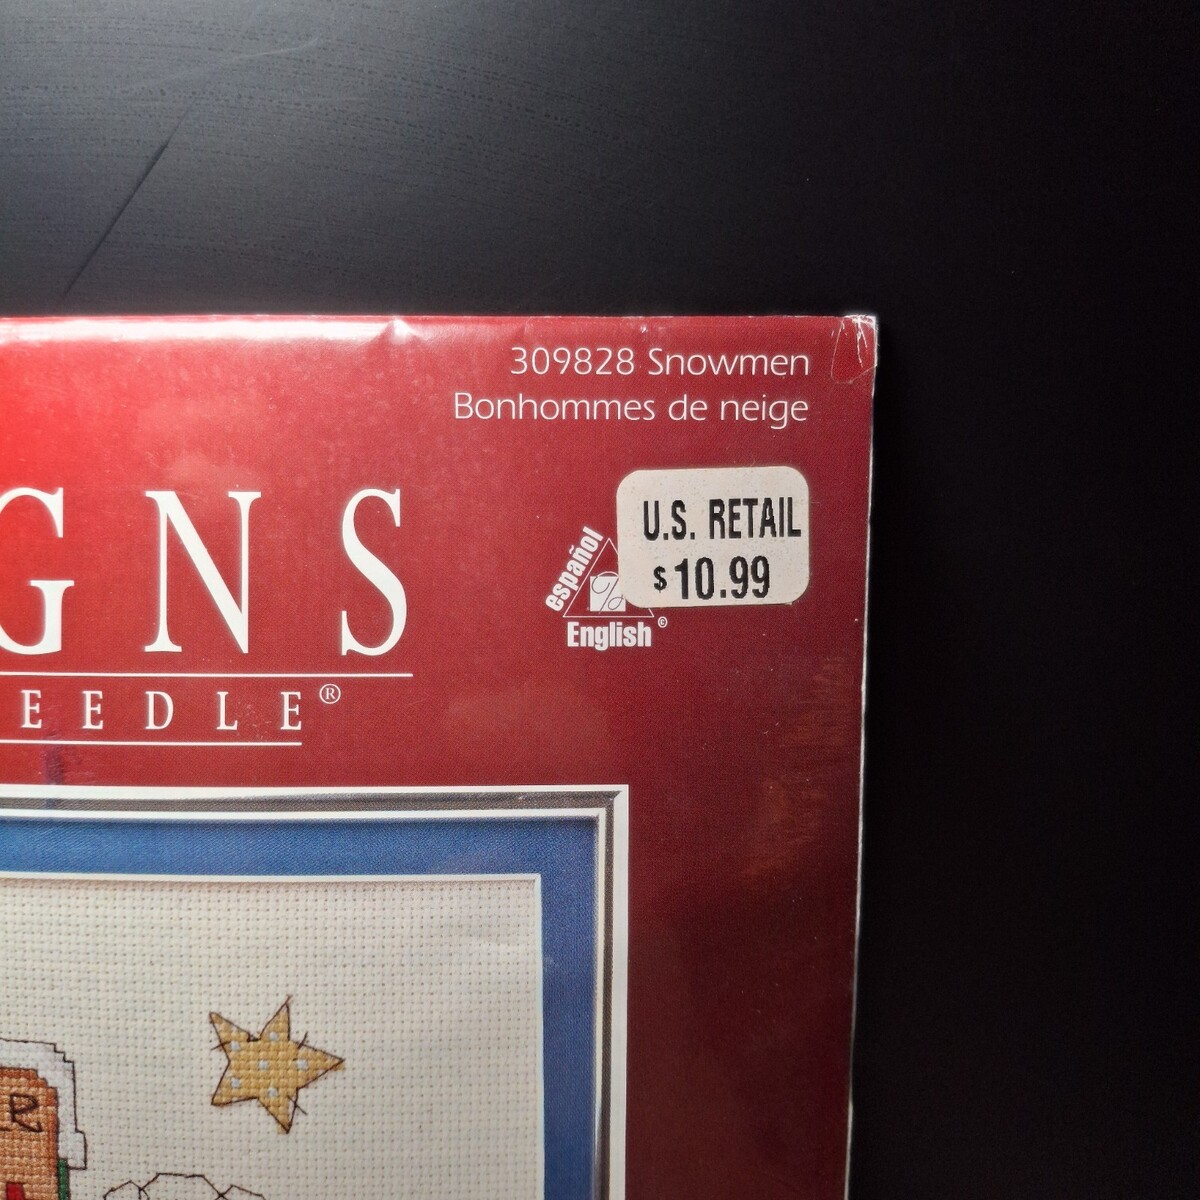 309828 Snowmen
Bonhommes de neige
GNS
EEDLE®
U.S. RETAIL
$10.99
español
English©
R